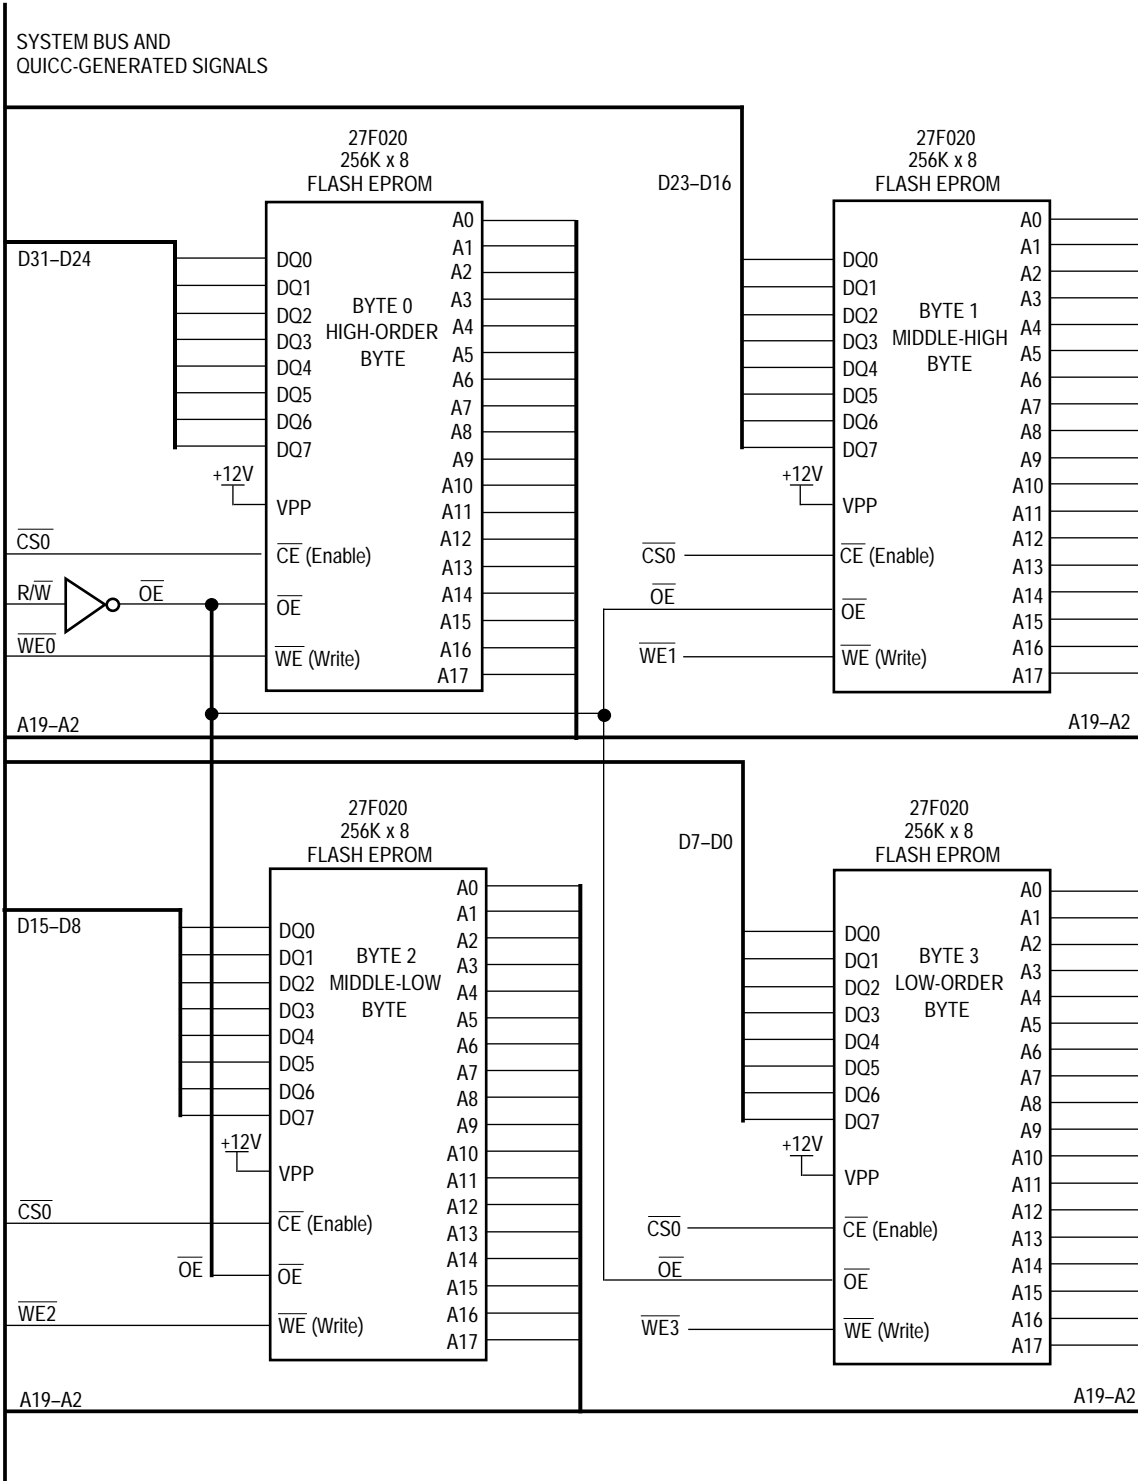 SYSTEM BUS AND
QUICC-GENERATED SIGNALS
27F020
256K x 8
FLASH EPROM
D31–D24
DQ0
DQ1
DQ2
DQ3
DQ4
DQ5
DQ6
DQ7
BYTE 0
HIGH-ORDER
BYTE
A0
A1
A2
A3
A4
A5
A6
A7
A8
A9
A10
A11
A12
A13
A14
A15
A16
A17
+12V
VPP
CS0
CE (Enable)
R/W
OE
OE
WE0
WE (Write)
A19–A2
27F020
256K x 8
FLASH EPROM
D23–D16
DQ0
DQ1
DQ2
DQ3
DQ4
DQ5
DQ6
DQ7
BYTE 1
MIDDLE-HIGH
BYTE
A0
A1
A2
A3
A4
A5
A6
A7
A8
A9
A10
A11
A12
A13
A14
A15
A16
A17
+12V
VPP
CS0
CE (Enable)
OE
OE
WE1
WE (Write)
A19–A2
27F020
256K x 8
FLASH EPROM
D15–D8
DQ0
DQ1
DQ2
DQ3
DQ4
DQ5
DQ6
DQ7
BYTE 2
MIDDLE-LOW
BYTE
A0
A1
A2
A3
A4
A5
A6
A7
A8
A9
A10
A11
A12
A13
A14
A15
A16
A17
+12V
VPP
CS0
CE (Enable)
OE
OE
WE2
WE (Write)
A19–A2
27F020
256K x 8
FLASH EPROM
D7–D0
DQ0
DQ1
DQ2
DQ3
DQ4
DQ5
DQ6
DQ7
BYTE 3
LOW-ORDER
BYTE
A0
A1
A2
A3
A4
A5
A6
A7
A8
A9
A10
A11
A12
A13
A14
A15
A16
A17
+12V
VPP
CS0
CE (Enable)
OE
OE
WE3
WE (Write)
A19–A2